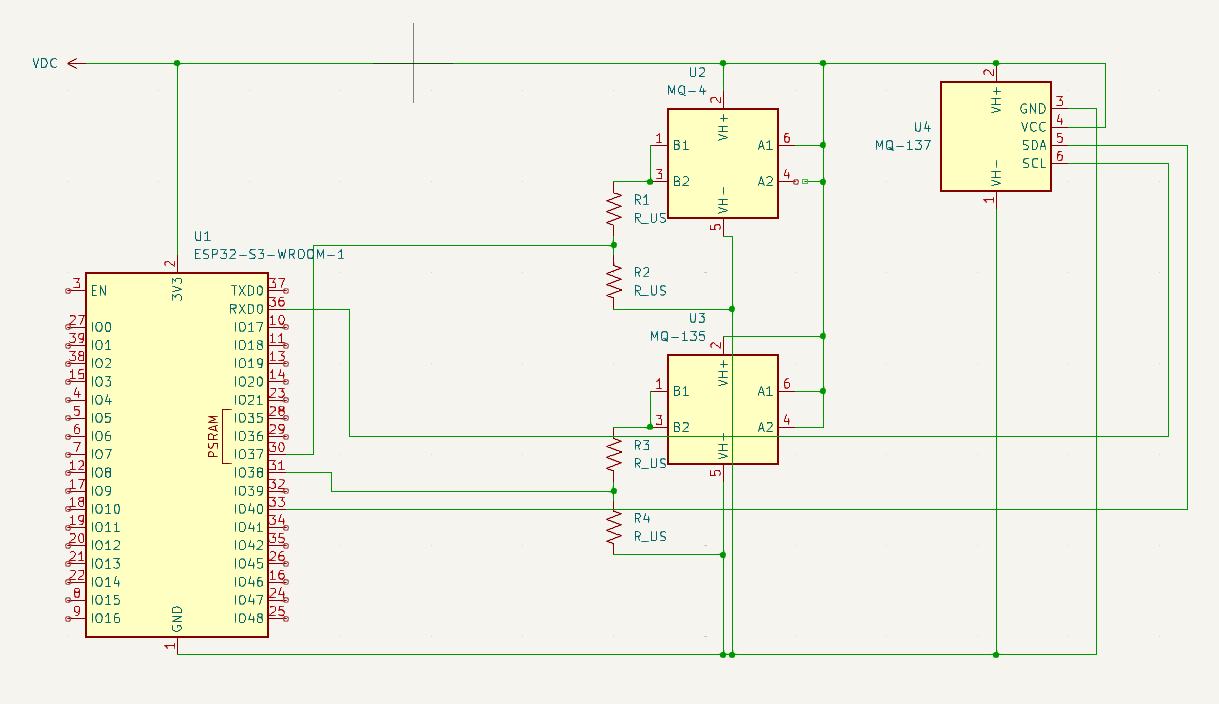 VDC
U2
MQ-4
2
VH+
1 B1
3 B2
A1 6
A2 4
VH-
5
R1
R_US
R2
R_US
U4
MQ-137
2
VH+
GND 3
VCC 4
SDA 5
SCL 6
VH-
1
U1
ESP32-S3-WROOM-1
2
3V3
3 EN
27 IO0
39 IO1
38 IO2
15 IO3
4 IO4
5 IO5
6 IO6
7 IO7
12 IO8
17 IO9
18 IO10
19 IO11
20 IO12
21 IO13
22 IO14
8 IO15
9 IO16
TXD0 37
RXD0 36
IO17 10
IO18 11
IO19 13
IO20 14
IO21 23
IO35 28
IO36 29
IO37 30
IO38 31
IO39 32
IO40 33
IO41 34
IO42 35
IO45 26
IO46 16
IO47 24
IO48 25
PSRAM
GND
1
U3
MQ-135
2
VH+
1 B1
3 B2
A1 6
A2 4
VH-
5
R3
R_US
R4
R_US